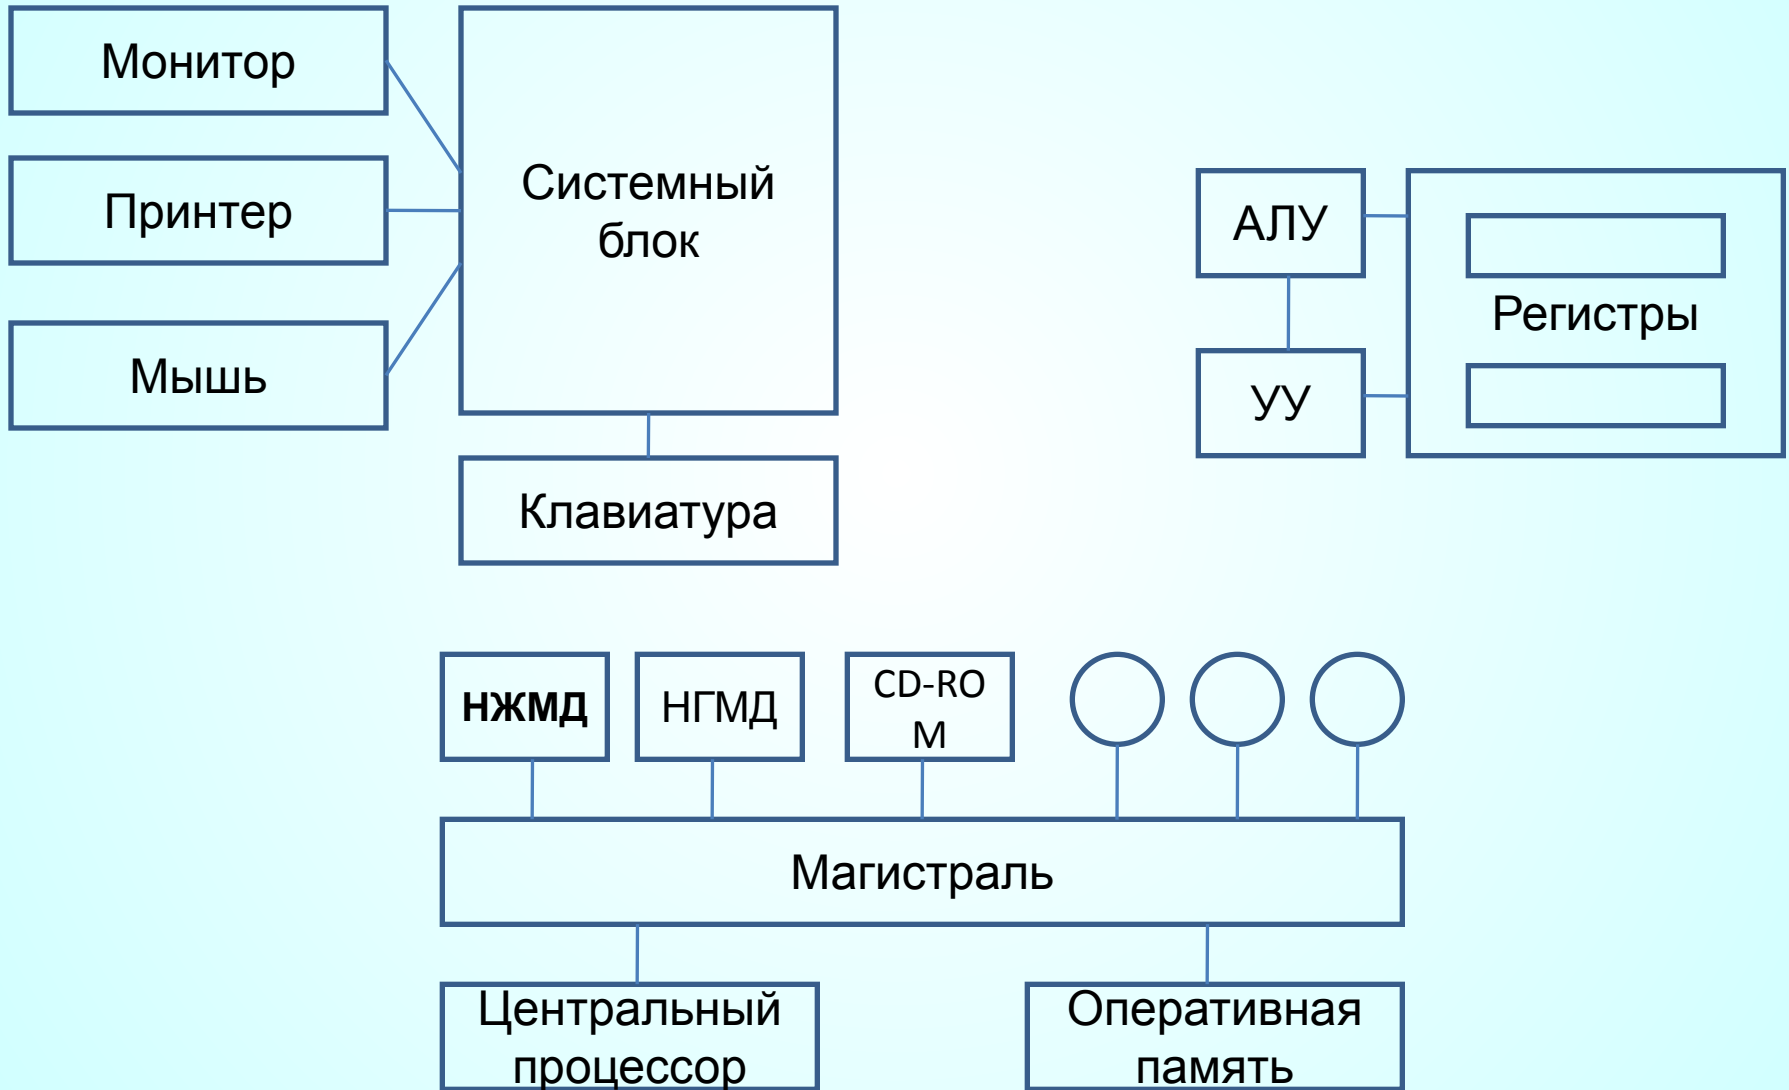 Монитор
Принтер
Мышь
Системный
блок
Клавиатура
АЛУ
УУ
Регистры
НЖМД
НГМД
CD-RO
M
Магистраль
Центральный
процессор
Оперативная
память